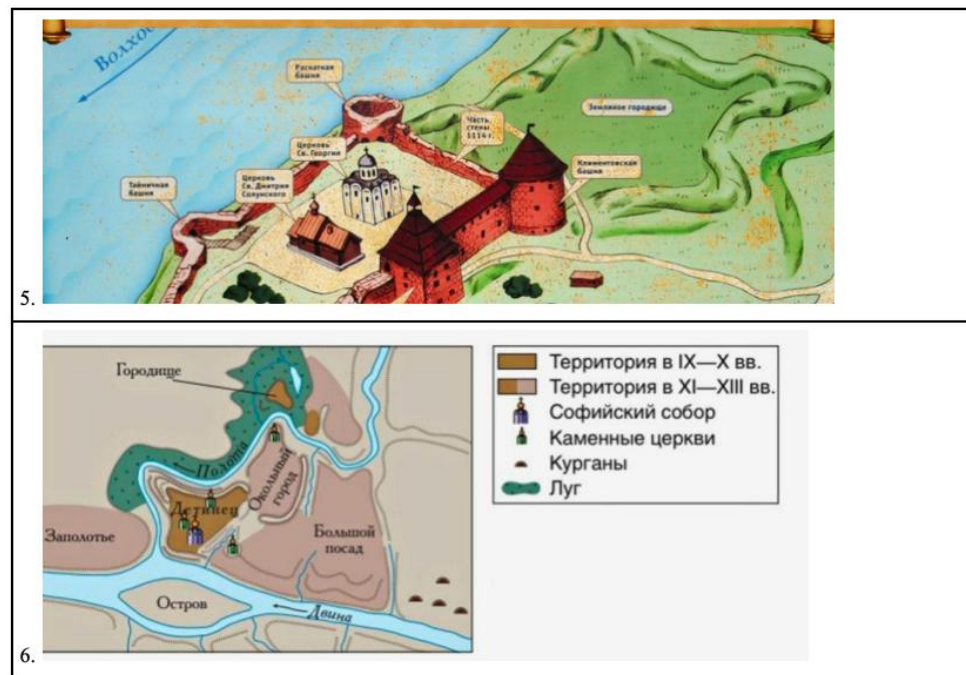 Волхов
Раскатная
башня
Земляное городище
Часть
стены
1114 г.
Церковь
Св. Георгия
Климентовская
башня
Церковь
Св. Дмитрия
Солунского
Тайничная
башня
5.
Городище
Полота
Окольный
город
Детинец
Заполотье
Большой
посад
Остров
Двина
Территория в IX—X вв.
Территория в XI—XIII вв.
Софийский собор
Каменные церкви
Курганы
Луг
6.